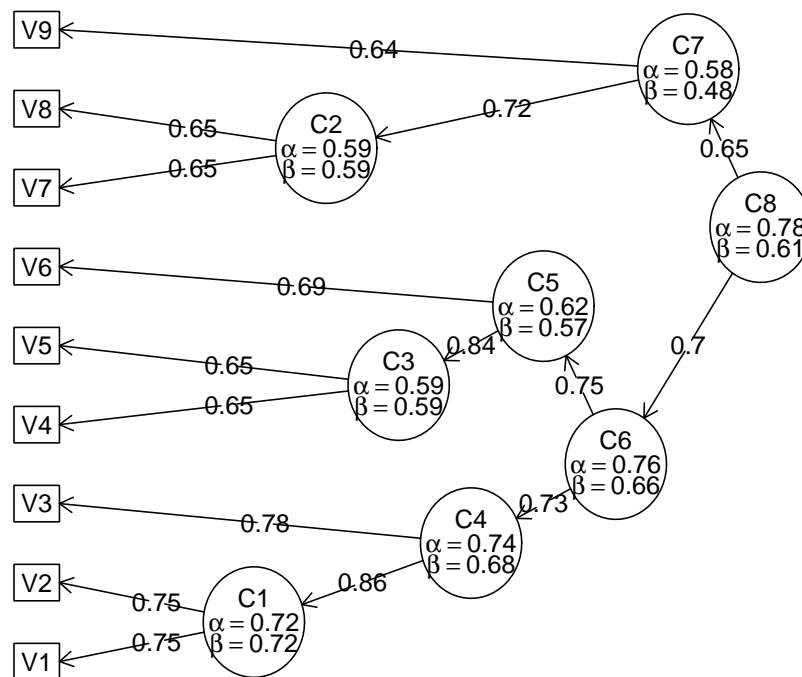 V9
C7
α = 0.58
β = 0.48
0.64
V8
0.72
C2
α = 0.59
β = 0.59
0.65
0.65
V7
0.65
C8
α = 0.78
β = 0.61
V6
C5
α = 0.62
β = 0.57
0.69
0.7
V5
0.84
C3
α = 0.59
β = 0.59
0.65
0.65
V4
0.75
C6
α = 0.76
β = 0.66
V3
0.73
C4
α = 0.74
β = 0.68
0.78
V2
0.86
C1
α = 0.72
β = 0.72
0.75
0.75
V1